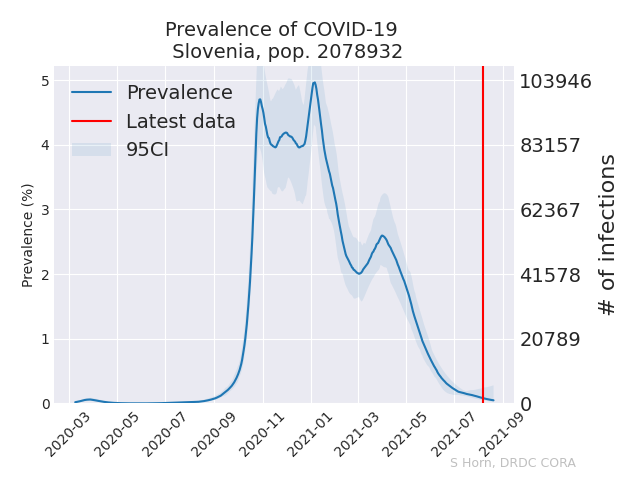 Prevalence of COVID-19
Slovenia, pop. 2078932
Prevalence
Latest data
95CI
Prevalence (%)
5
4
3
2
1
0
103946
83157
62367
41578
20789
0
# of infections
2020-03
2020-05
2020-07
2020-09
2020-11
2021-01
2021-03
2021-05
2021-07
2021-09
S Horn, DRDC CORA